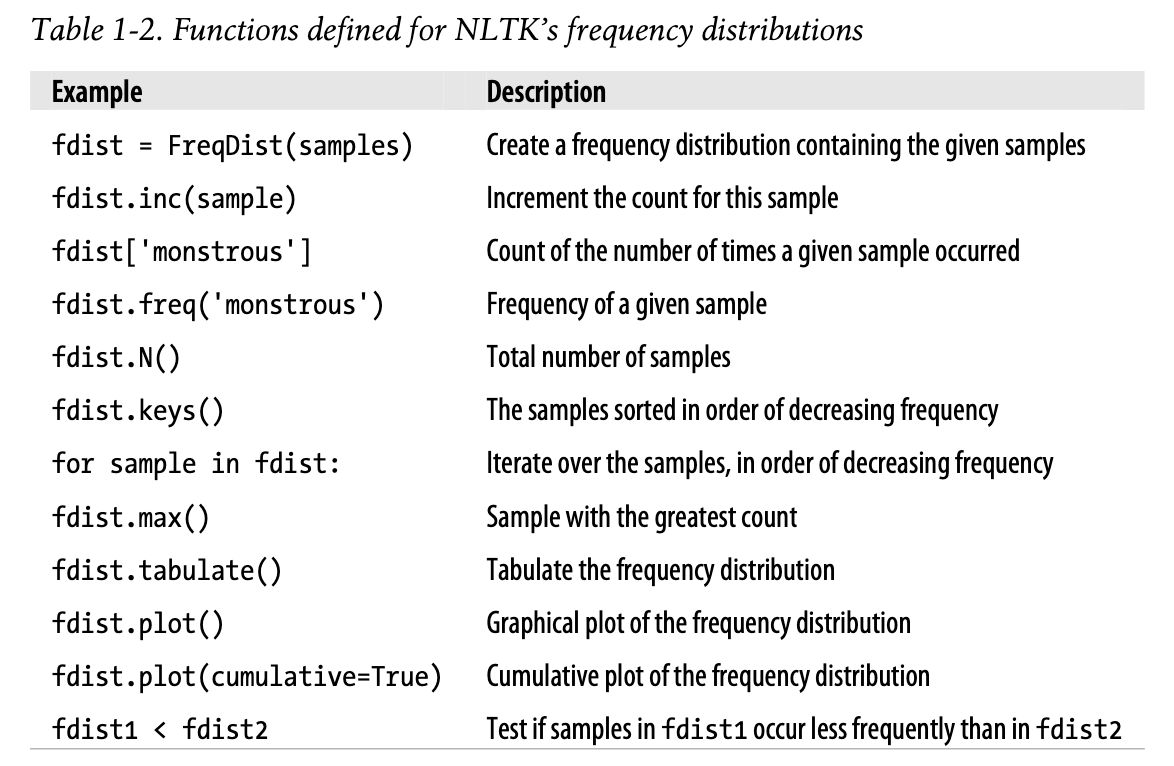 Table 1-2. Functions defined for NLTK’s frequency distributions
Example Description
fdist = FreqDist(samples) Create a frequency distribution containing the given samples
fdist.inc(sample) Increment the count for this sample
fdist['monstrous'] Count of the number of times a given sample occurred
fdist.freq('monstrous') Frequency of a given sample
fdist.N() Total number of samples
fdist.keys() The samples sorted in order of decreasing frequency
for sample in fdist: Iterate over the samples, in order of decreasing frequency
fdist.max() Sample with the greatest count
fdist.tabulate() Tabulate the frequency distribution
fdist.plot() Graphical plot of the frequency distribution
fdist.plot(cumulative=True) Cumulative plot of the frequency distribution
fdist1 < fdist2 Test if samples in fdist1 occur less frequently than in fdist2